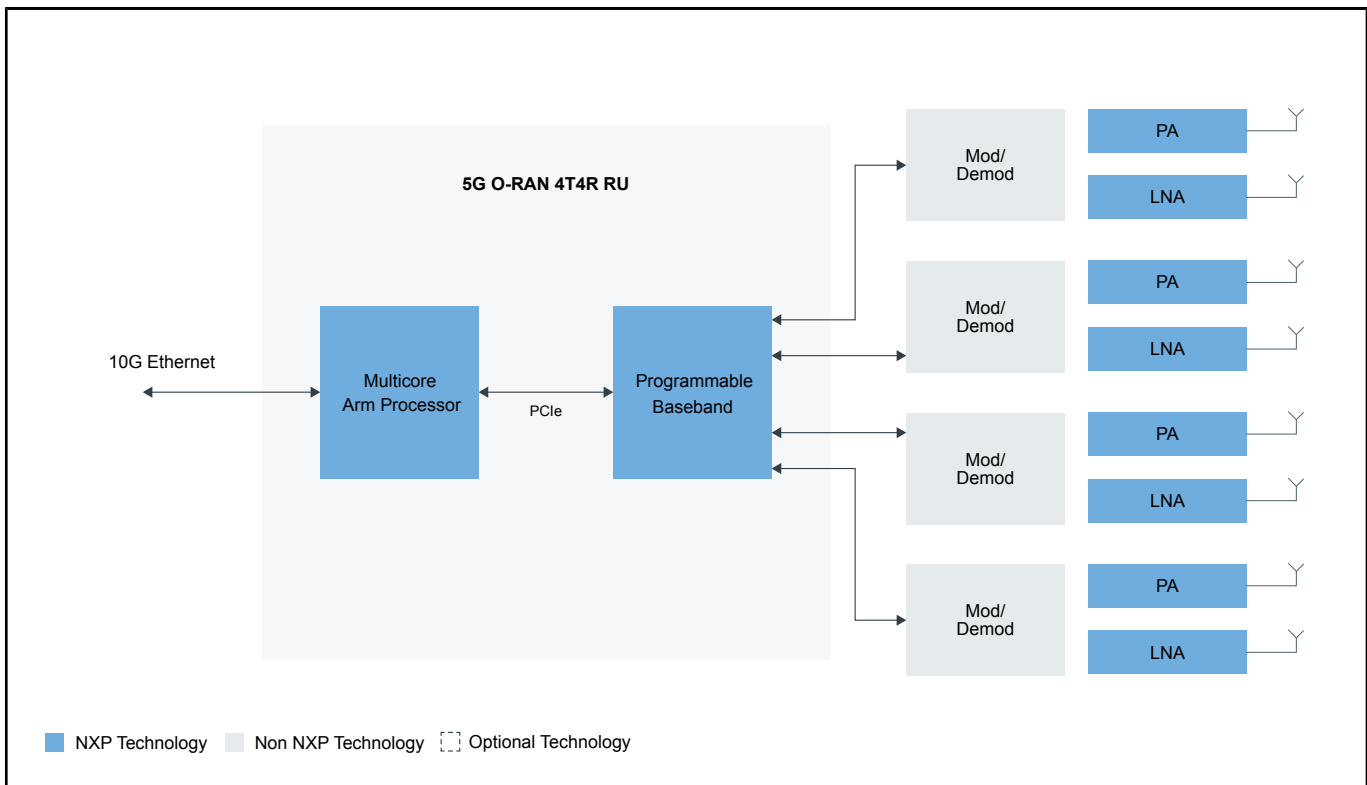 5G O-RAN 4T4R RU
10G Ethernet
Multicore
Arm Processor
PCIe
Programmable
Baseband
Mod/
Demod
PA
LNA
Mod/
Demod
PA
LNA
Mod/
Demod
PA
LNA
Mod/
Demod
PA
LNA
NXP Technology
Non NXP Technology
Optional Technology